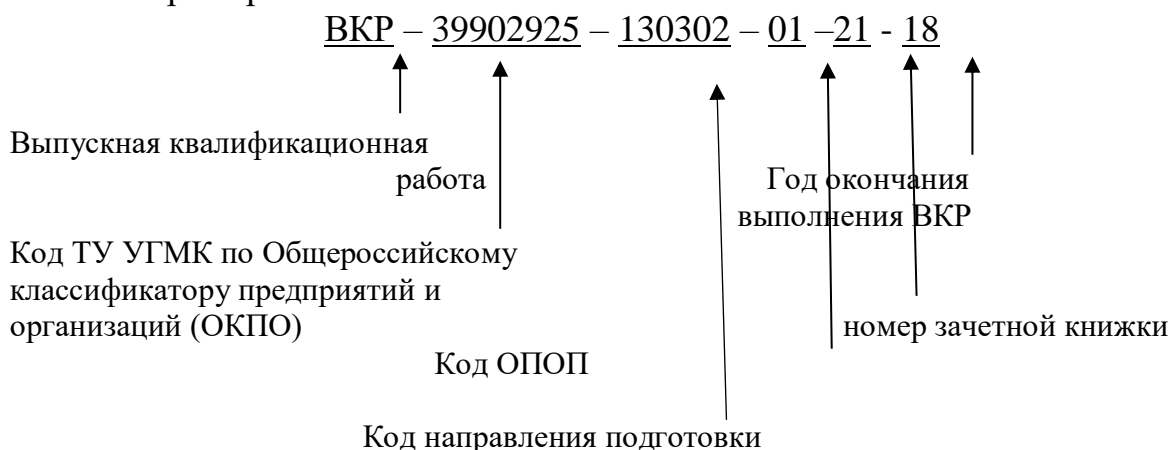 ВКР – 39902925 – 130302 – 01 –21 - 18
Выпускная квалификационная
работа
Год окончания
выполнения ВКР
Код ТУ УГМК по Общероссийскому
классификатору предприятий и
организаций (ОКПО)
номер зачетной книжки
Код ОПОП
Код направления подготовки